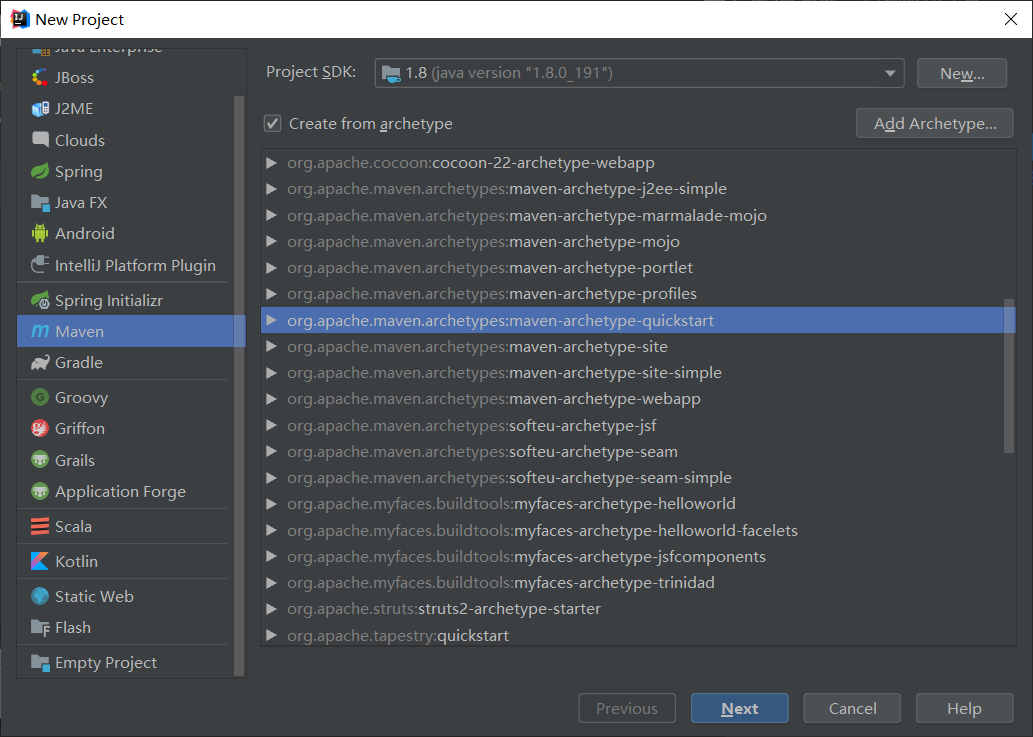 New Project
Java Enterprise
JBoss
J2ME
Clouds
Spring
Java FX
Android
IntelliJ Platform Plugin
Spring Initializr
Maven
Gradle
Groovy
Griffon
Grails
Application Forge
Scala
Kotlin
Static Web
Flash
Empty Project
Project SDK: 1.8 (java version "1.8.0_191") New...
Create from archetype Add Archetype...
org.apache.cocoon:cocoon-22-archetype-webapp
org.apache.maven.archetypes:maven-archetype-j2ee-simple
org.apache.maven.archetypes:maven-archetype-marmalade-mojo
org.apache.maven.archetypes:maven-archetype-mojo
org.apache.maven.archetypes:maven-archetype-portlet
org.apache.maven.archetypes:maven-archetype-profiles
org.apache.maven.archetypes:maven-archetype-quickstart
org.apache.maven.archetypes:maven-archetype-site
org.apache.maven.archetypes:maven-archetype-site-simple
org.apache.maven.archetypes:maven-archetype-webapp
org.apache.maven.archetypes:softeu-archetype-jsf
org.apache.maven.archetypes:softeu-archetype-seam
org.apache.maven.archetypes:softeu-archetype-seam-simple
org.apache.myfaces.buildtools:myfaces-archetype-helloworld
org.apache.myfaces.buildtools:myfaces-archetype-helloworld-facelets
org.apache.myfaces.buildtools:myfaces-archetype-jsfcomponents
org.apache.myfaces.buildtools:myfaces-archetype-trinidad
org.apache.struts:struts2-archetype-starter
org.apache.tapestry:quickstart
Previous Next Cancel Help